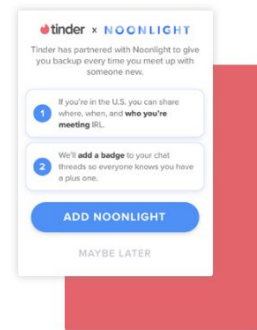 tinder × NOONLIGHT
Tinder has partnered with Noonlight to give
you backup every time you meet up with
someone new.
1 If you're in the U.S. you can share
where, when, and who you're
meeting IRL.
2 We'll add a badge to your chat
threads so everyone knows you have
a plus one.
ADD NOONLIGHT
MAYBE LATER